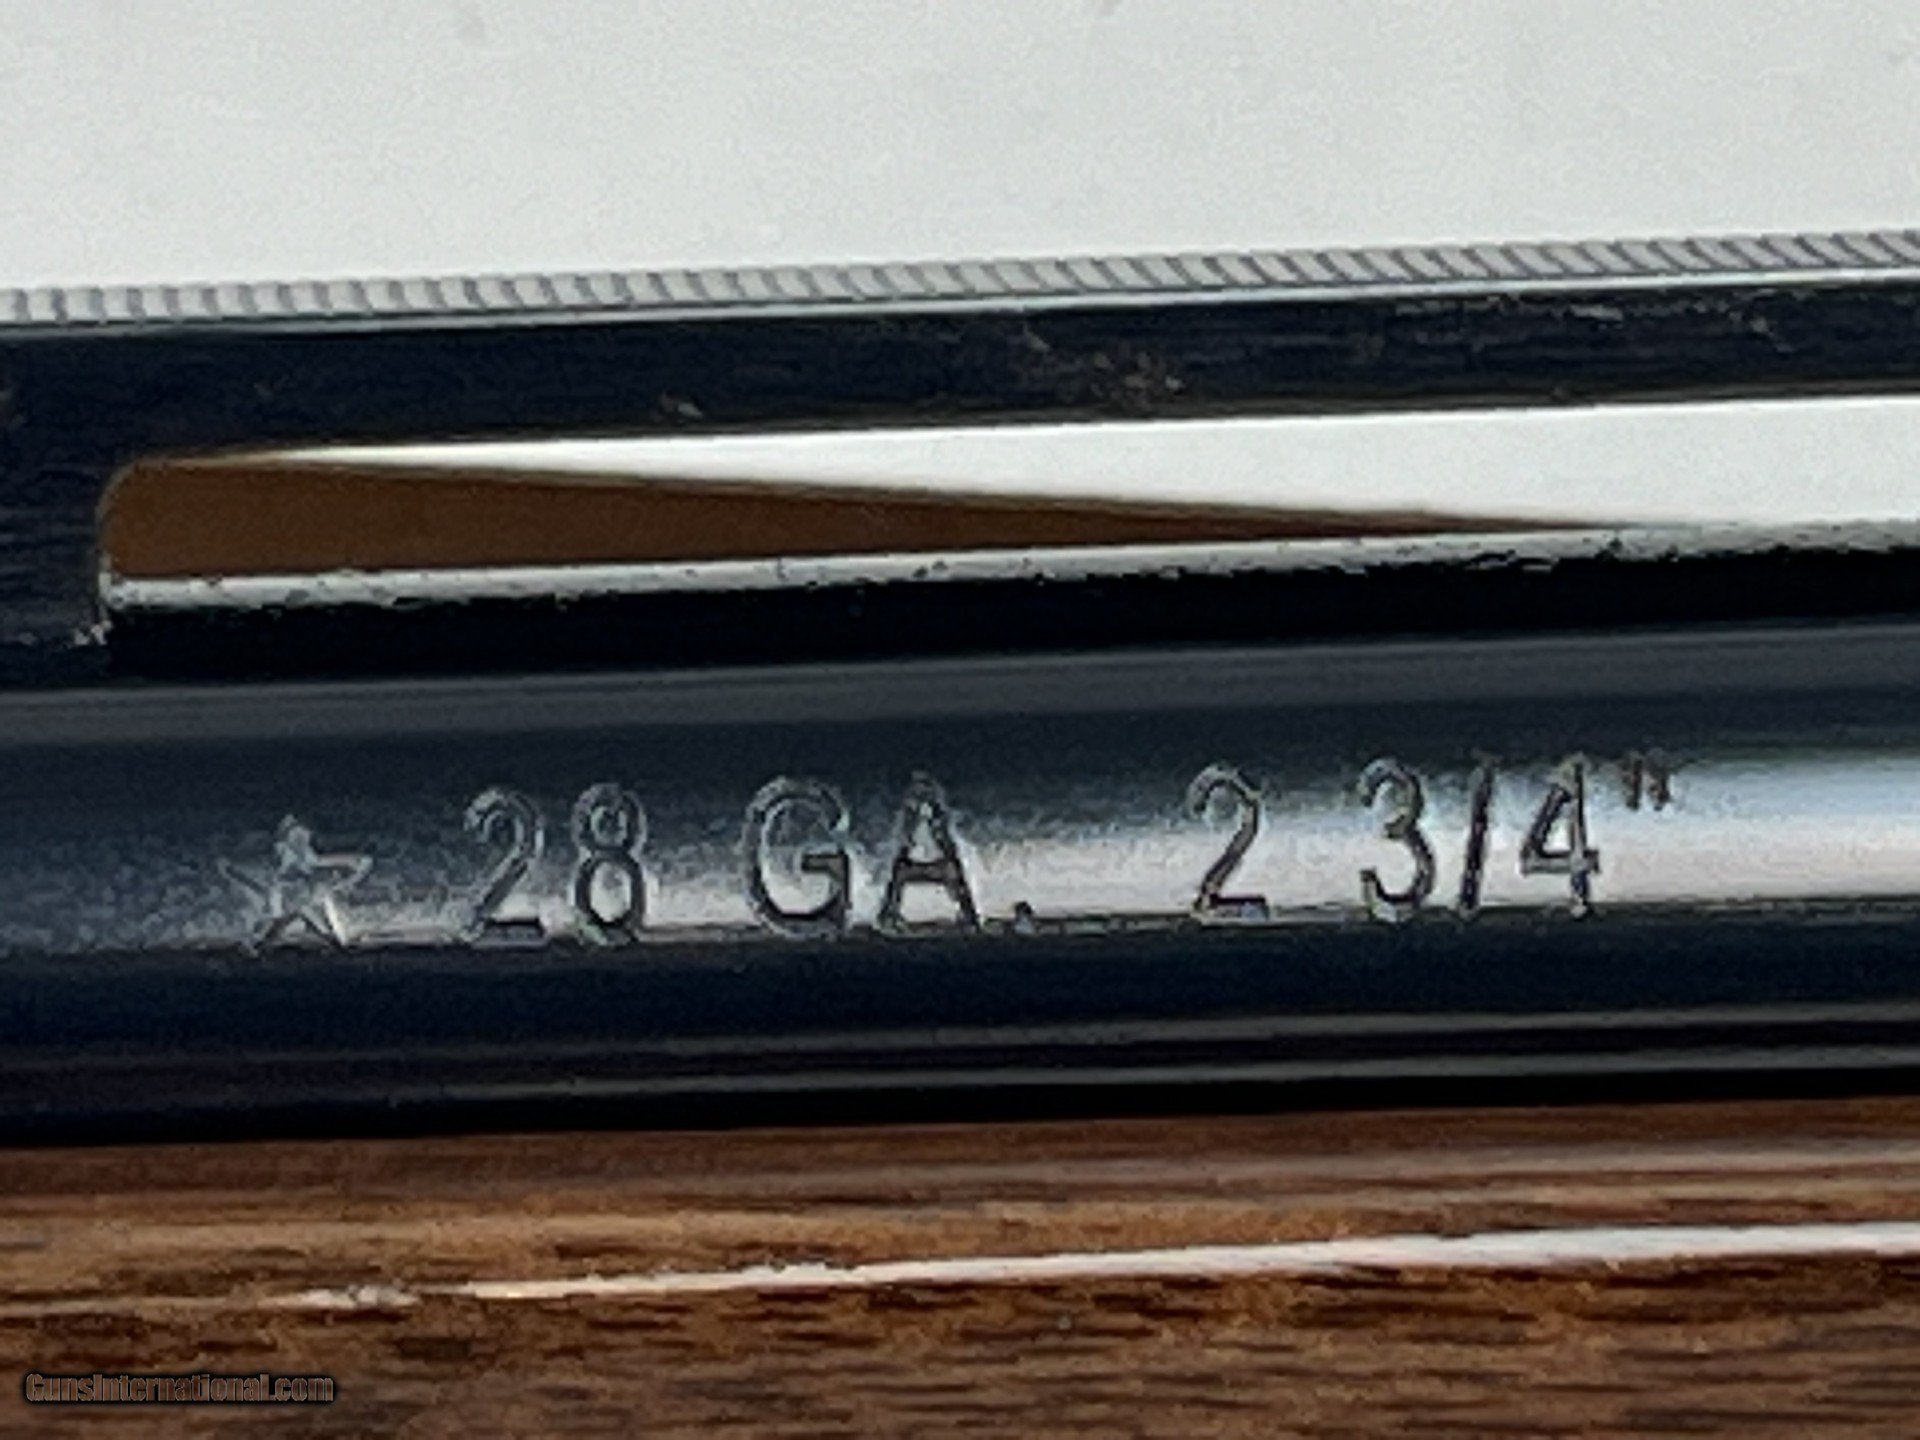 ★ 28 GA. 2 3/4"
GunsInternational.com